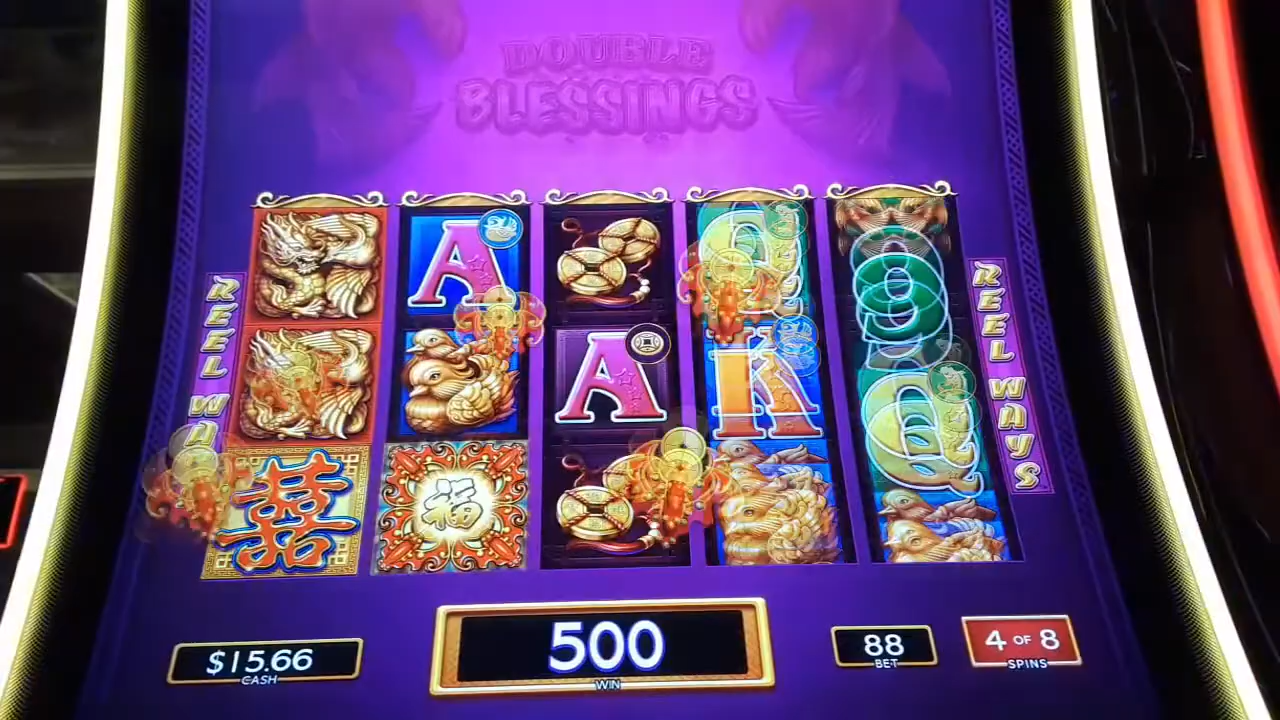 DOUBLE
BLESSINGS
REEL WAYS
REEL WAYS
A
Q
9
A
K
Q
囍
福
$15.66
CASH
500
WIN
88
BET
4 OF 8
SPINS